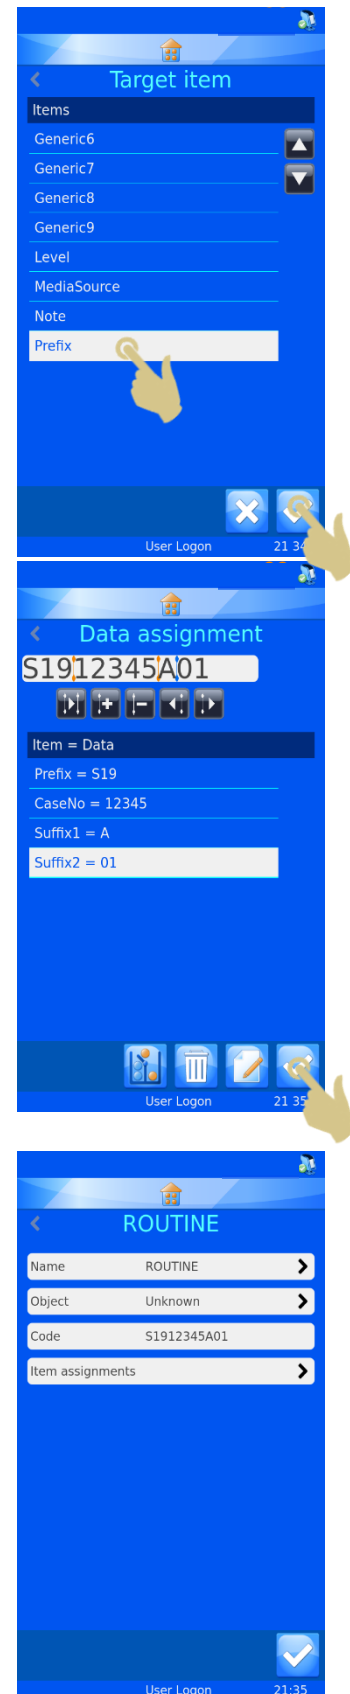 Target item
Items
Generic6
Generic7
Generic8
Generic9
Level
MediaSource
Note
Prefix
User Logon 21 34
Data assignment
S1912345A01
Item = Data
Prefix = S19
CaseNo = 12345
Suffix1 = A
Suffix2 = 01
User Logon 21 35
ROUTINE
Name ROUTINE
Object Unknown
Code S1912345A01
Item assignments
User Logon 21:35